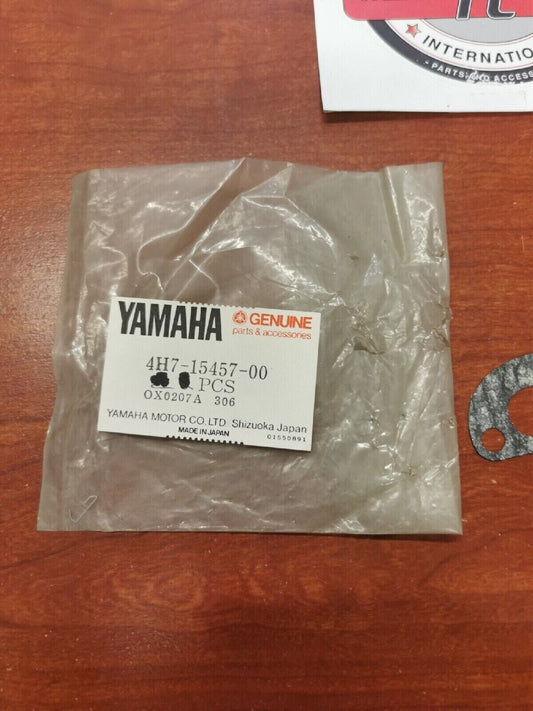 INTERNATIO
PARTS AND ACCESS
YAMAHA
GENUINE
parts & accessories
4H7-15457-00
PCS
OX0207A 306
YAMAHA MOTOR CO.LTD Shizuoka Japan
MADE IN JAPAN
01550891